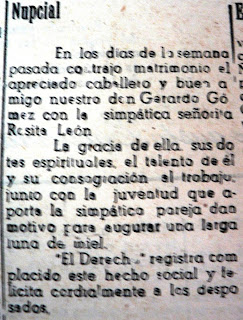 Nupcial
En los días de la semana
pasada contrajo matrimonio el
apreciado caballero y buen a
migo nuestro don Gerardo Gó
mez con la simpática señorita
Rosita León
La gracia de ella, sus do
tes espirituales, el talento de él
y su consagración al trabajo,
junto con la juventud que a-
porta la simpática pareja dan
motivo para augurar una larga
luna de miel.
"El Derecho" registra com
placido este hecho social y fe
licita cordialmente a los despo
sados.